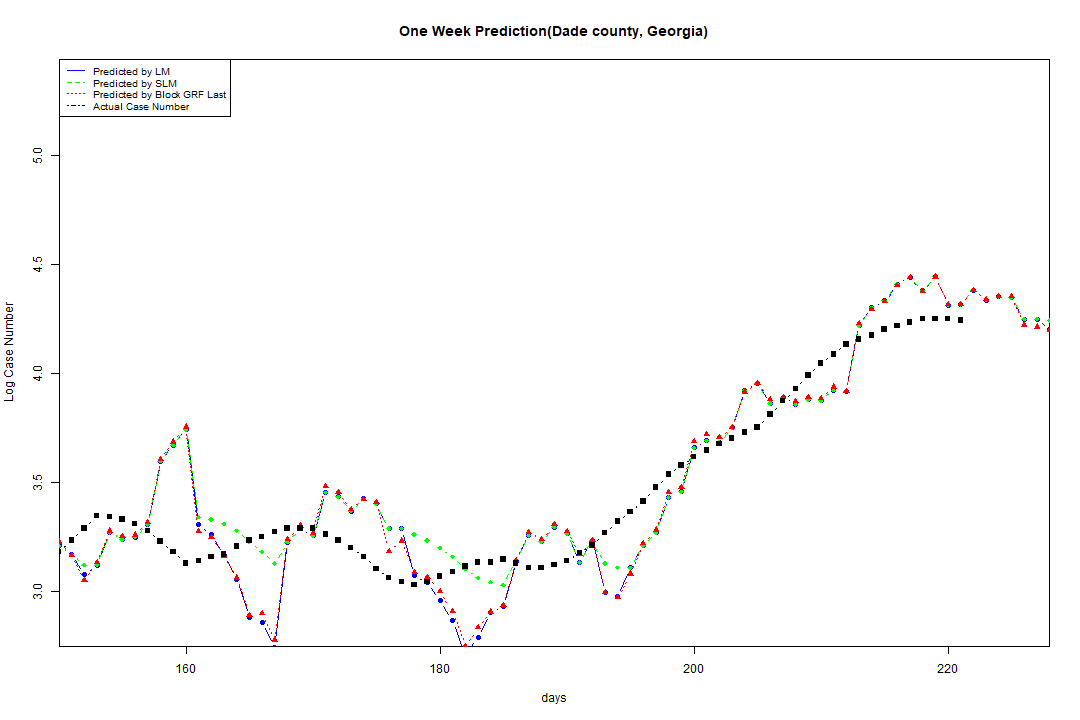 One Week Prediction(Dade county, Georgia)
Predicted by LM
Predicted by SLM
Predicted by Block GRF Last
Actual Case Number
5.0
4.5
4.0
3.5
3.0
Log Case Number
160
180
200
220
days